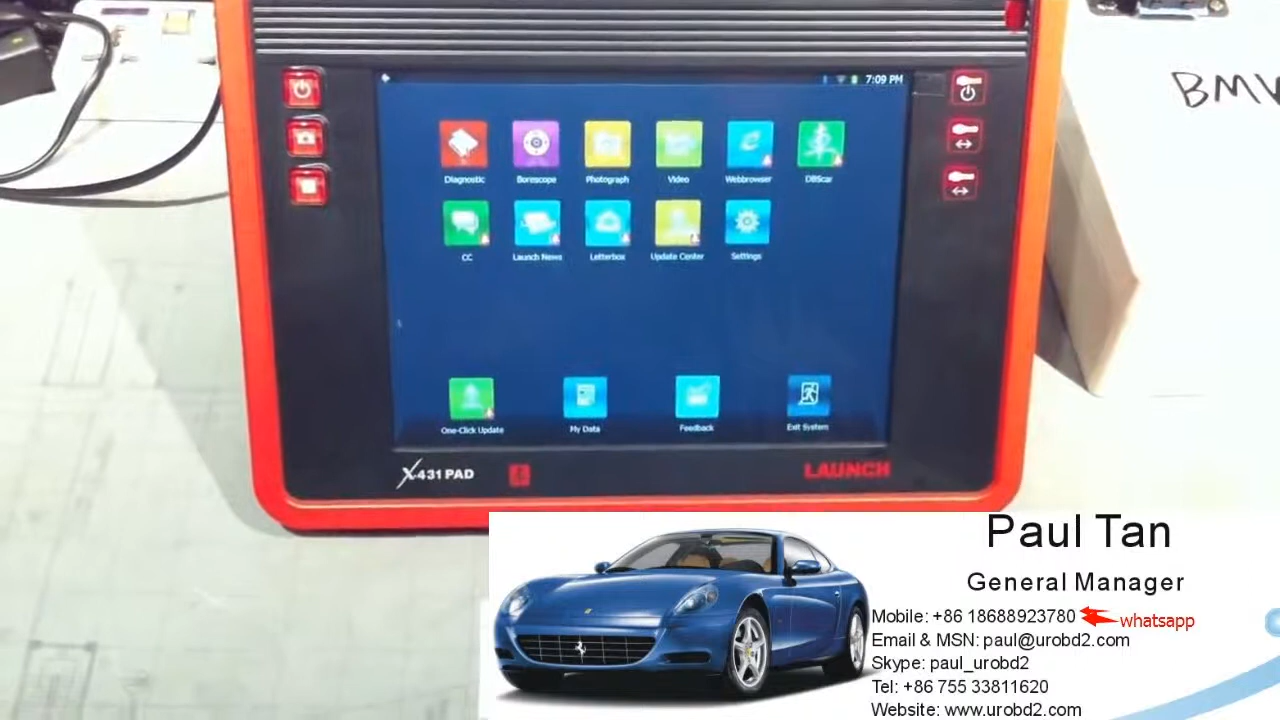 7:09 PM
BMW
Diagnostic
Borescope
Photograph
Video
Webbrowser
DBScar
CC
Launch News
Letterbox
Update Center
Settings
One-Click Update
My Data
Feedback
Exit System
X-431 PAD
LAUNCH
Paul Tan
General Manager
Mobile: +86 18688923780
whatsapp
Email & MSN: paul@urobd2.com
Skype: paul_urobd2
Tel: +86 755 33811620
Website: www.urobd2.com